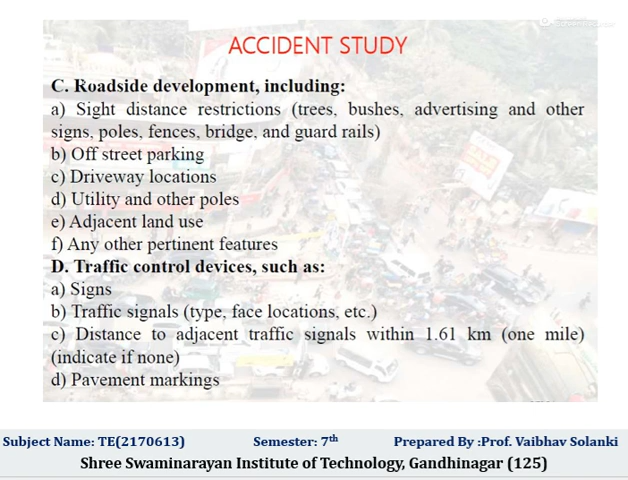 ACCIDENT STUDY
C. Roadside development, including:
a) Sight distance restrictions (trees, bushes, advertising and other
signs, poles, fences, bridge, and guard rails)
b) Off street parking
c) Driveway locations
d) Utility and other poles
e) Adjacent land use
f) Any other pertinent features
D. Traffic control devices, such as:
a) Signs
b) Traffic signals (type, face locations, etc.)
c) Distance to adjacent traffic signals within 1.61 km (one mile)
(indicate if none)
d) Pavement markings
Subject Name: TE(2170613) Semester: 7th Prepared By :Prof. Vaibhav Solanki
Shree Swaminarayan Institute of Technology, Gandhinagar (125)